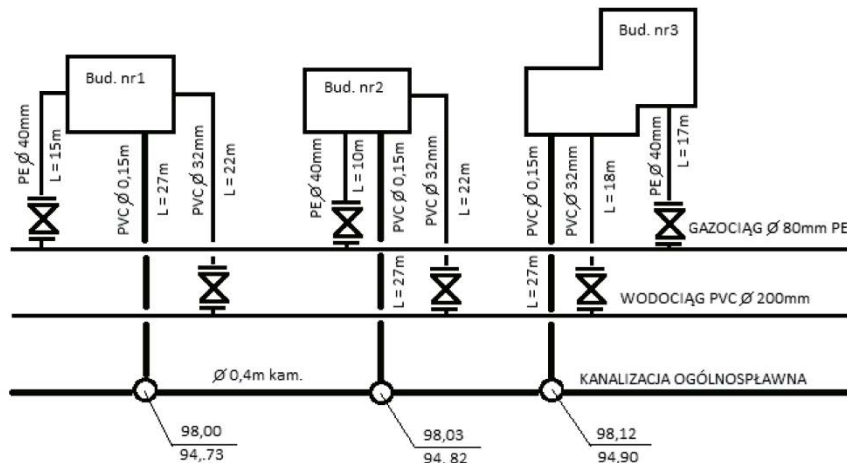 Bud. nr1
Bud. nr2
Bud. nr3
PE Ø 40mm
L = 15m
PVC Ø 0,15m
L = 27m
PVC Ø 32mm
L = 22m
PE Ø 40mm
L = 10m
PVC Ø 0,15m
L = 27m
PVC Ø 32mm
L = 22m
PVC Ø 0,15m
L = 27m
PVC Ø 32mm
L = 18m
PE Ø 40mm
L = 17m
GAZOCIĄG Ø 80mm PE
WODOCIĄG PVC Ø 200mm
Ø 0,4m kam.
KANALIZACJA OGÓLNOSPŁAWNA
98,00
94,.73
98,03
94, 82
98,12
94,90